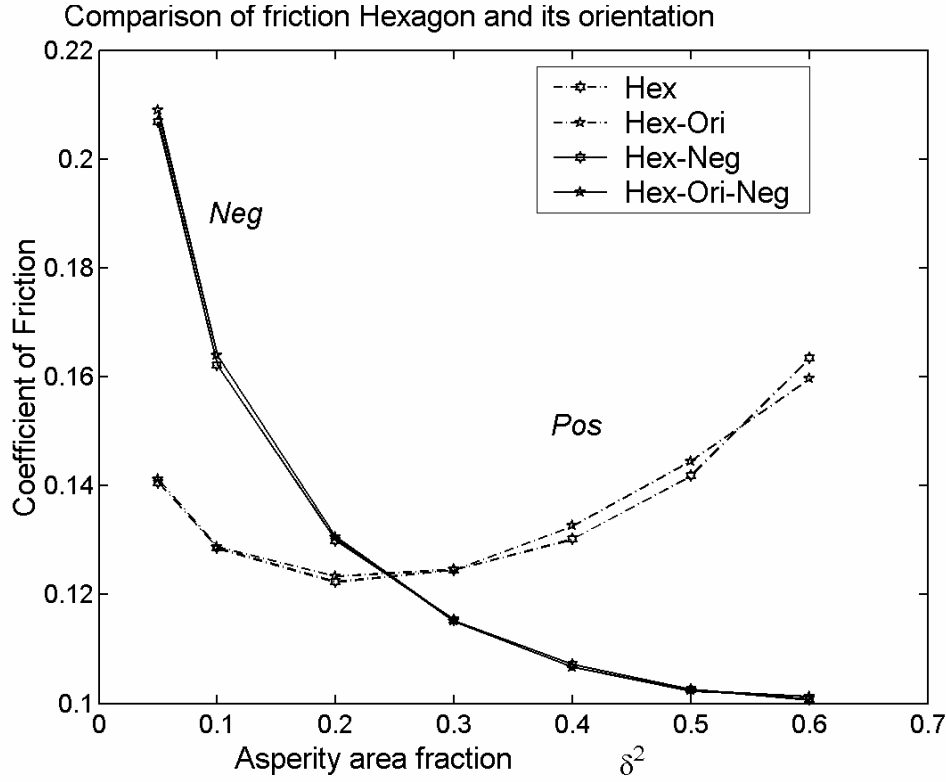 Comparison of friction Hexagon and its orientation
0.22
0.2
0.18
0.16
0.14
0.12
0.1
Coefficient of Friction
Hex
Hex-Ori
Hex-Neg
Hex-Ori-Neg
Neg
Pos
0 0.1 0.2 0.3 0.4 0.5 0.6 0.7
Asperity area fraction δ²